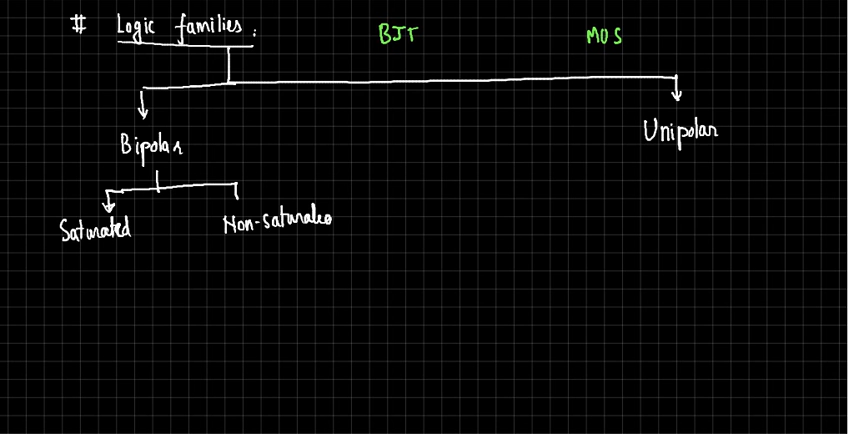 # Logic families.
BJT
MOS
Bipolar
Unipolar
Saturated
Non-saturated